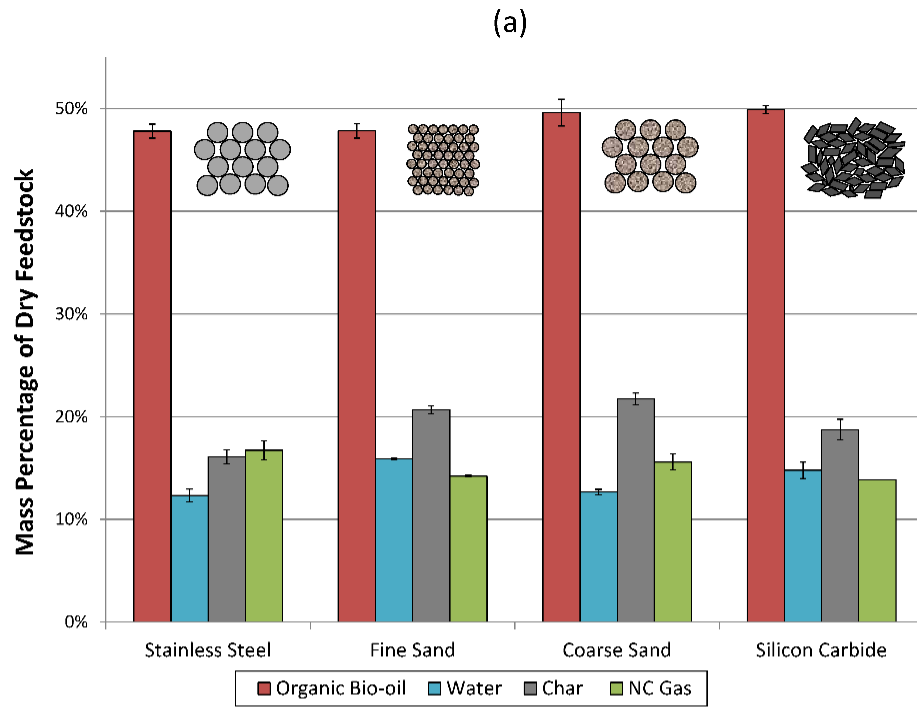 (a)
Mass Percentage of Dry Feedstock
50%
40%
30%
20%
10%
0%
Stainless Steel Fine Sand Coarse Sand Silicon Carbide
Organic Bio-oil Water Char NC Gas